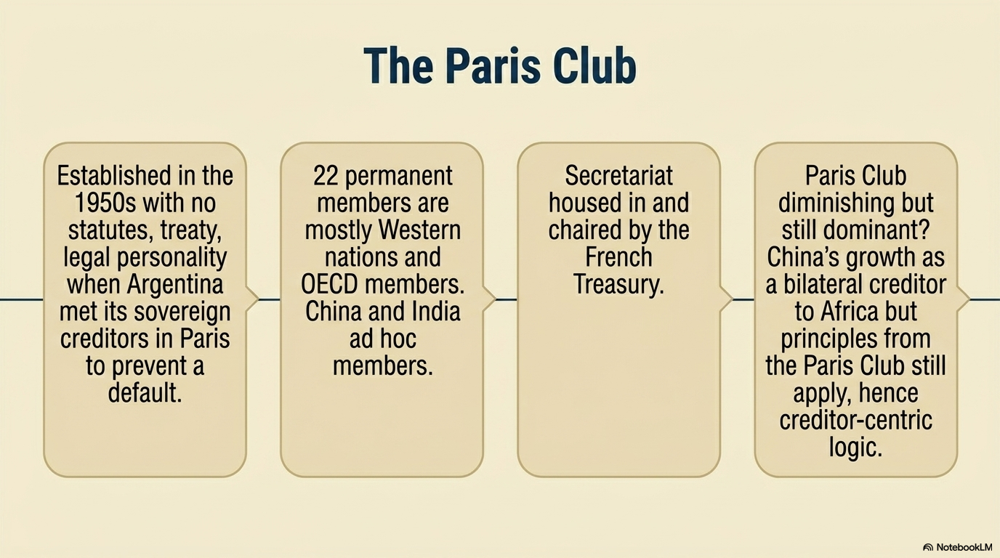 The Paris Club
Established in the
1950s with no
statutes, treaty,
legal personality
when Argentina
met its sovereign
creditors in Paris
to prevent a
default.
22 permanent
members are
mostly Western
nations and
OECD members.
China and India
ad hoc
members.
Secretariat
housed in and
chaired by the
French
Treasury.
Paris Club
diminishing but
still dominant?
China’s growth as
a bilateral creditor
to Africa but
principles from
the Paris Club still
apply, hence
creditor-centric
logic.
NotebookLM